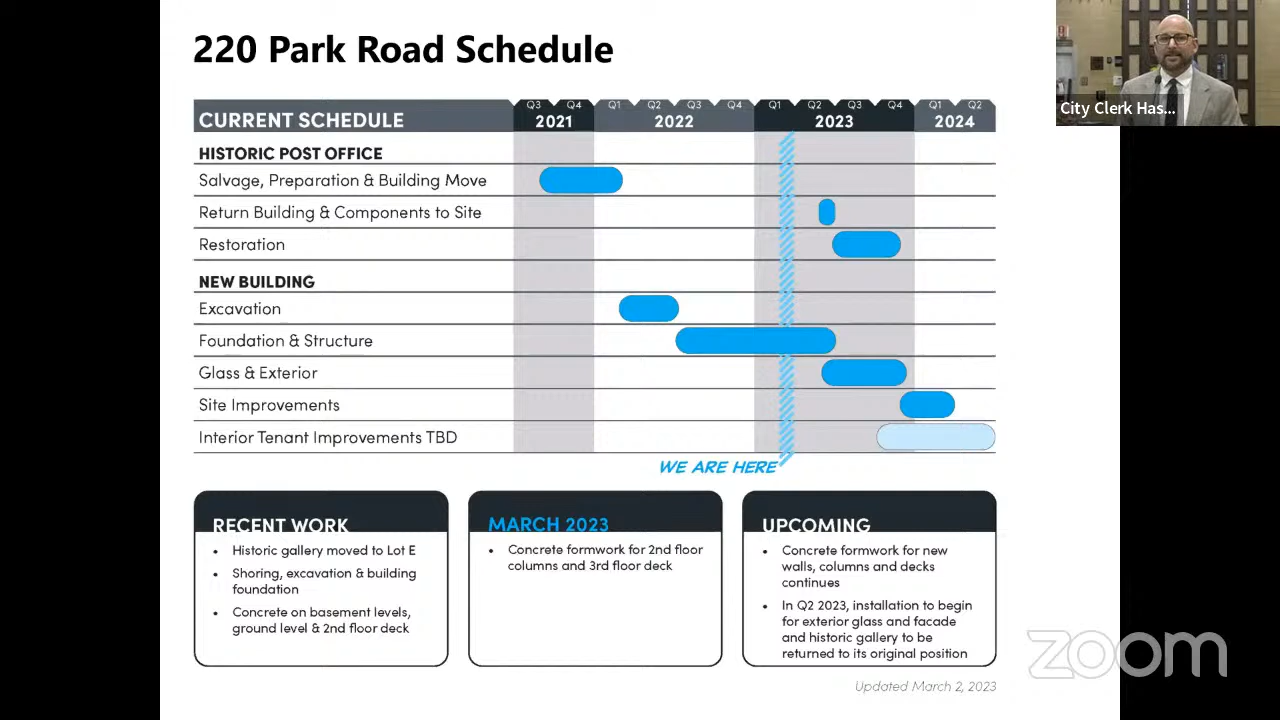 220 Park Road Schedule
City Clerk Has...
CURRENT SCHEDULE
Q3 Q4 Q1 Q2 Q3 Q4 Q1 Q2 Q3 Q4 Q1 Q2
2021 2022 2023 2024
HISTORIC POST OFFICE
Salvage, Preparation & Building Move
Return Building & Components to Site
Restoration
NEW BUILDING
Excavation
Foundation & Structure
Glass & Exterior
Site Improvements
Interior Tenant Improvements TBD
WE ARE HERE
RECENT WORK
• Historic gallery moved to Lot E
• Shoring, excavation & building
foundation
• Concrete on basement levels,
ground level & 2nd floor deck
MARCH 2023
• Concrete formwork for 2nd floor
columns and 3rd floor deck
UPCOMING
• Concrete formwork for new
walls, columns and decks
continues
• In Q2 2023, installation to begin
for exterior glass and facade
and historic gallery to be
returned to its original position
Updated March 2, 2023
zoom